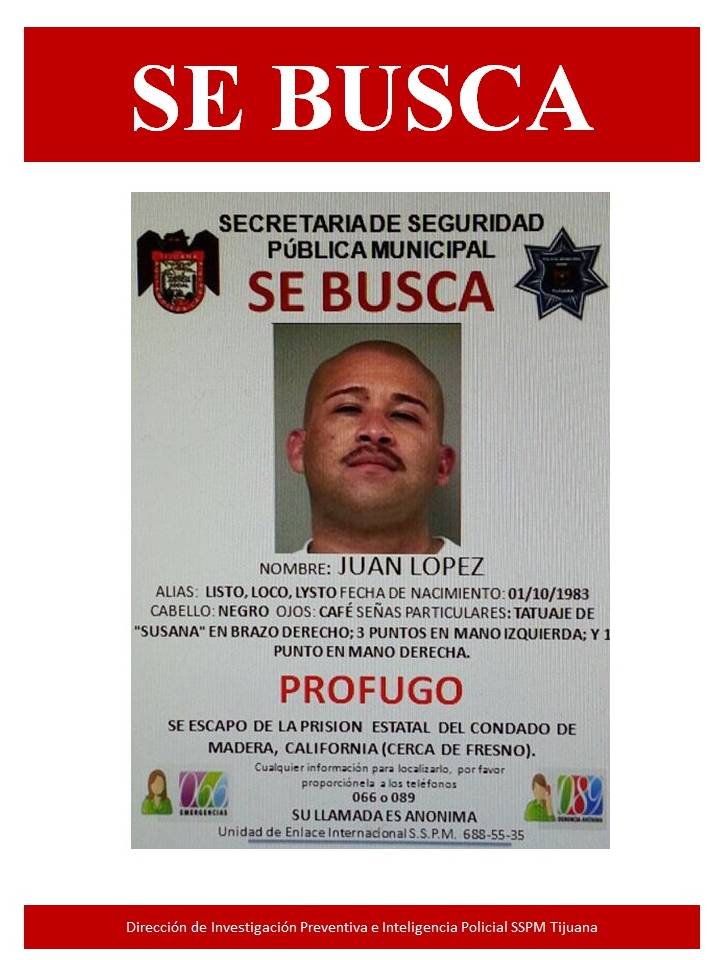 SE BUSCA
SECRETARIA DE SEGURIDAD
PÚBLICA MUNICIPAL
SE BUSCA
TIJUANA
NOMBRE: JUAN LOPEZ
ALIAS: LISTO, LOCO, LYSTO FECHA DE NACIMIENTO: 01/10/1983
CABELLO: NEGRO OJOS: CAFÉ SEÑAS PARTICULARES: TATUAJE DE
"SUSANA" EN BRAZO DERECHO; 3 PUNTOS EN MANO IZQUIERDA; Y 1
PUNTO EN MANO DERECHA.
PROFUGO
SE ESCAPO DE LA PRISION ESTATAL DEL CONDADO DE
MADERA, CALIFORNIA (CERCA DE FRESNO).
Cualquier información para localizarlo, por favor
proporciónela a los teléfonos
066 o 089
SU LLAMADA ES ANONIMA
Unidad de Enlace Internacional S.S.P.M. 688-55-35
066
EMERGENCIAS
089
DENUNCIA ANONIMA
Dirección de Investigación Preventiva e Inteligencia Policial SSPM Tijuana